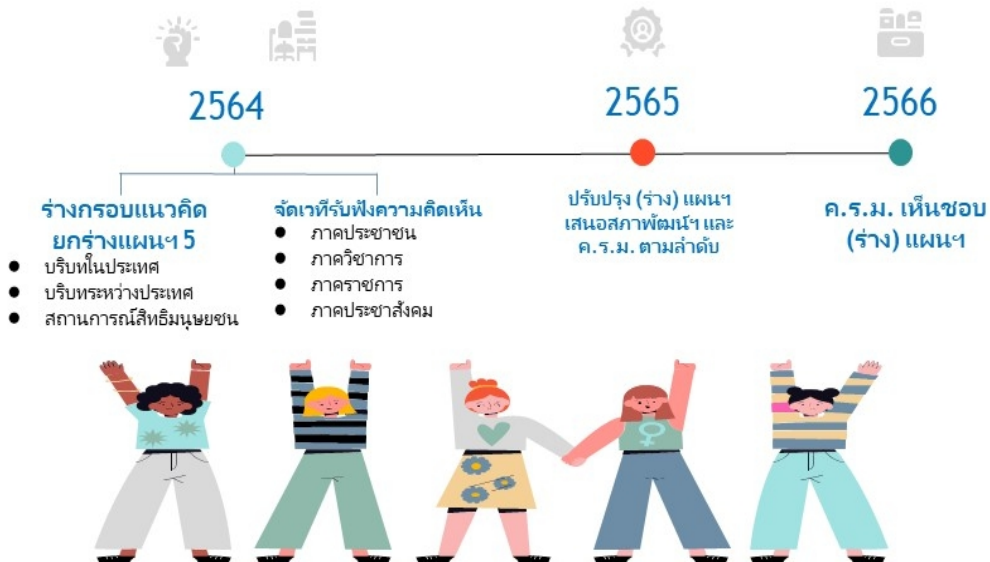 2564
2565
2566
ร่างกรอบแนวคิด
ยกร่างแผนฯ 5
● บริบทในประเทศ
● บริบทระหว่างประเทศ
● สถานการณ์สิทธิมนุษยชน
จัดเวทีรับฟังความคิดเห็น
● ภาคประชาชน
● ภาควิชาการ
● ภาคราชการ
● ภาคประชาสังคม
ปรับปรุง (ร่าง) แผนฯ
เสนอสภาพัฒน์ฯ และ
ค.ร.ม. ตามลำดับ
ค.ร.ม. เห็นชอบ
(ร่าง) แผนฯ